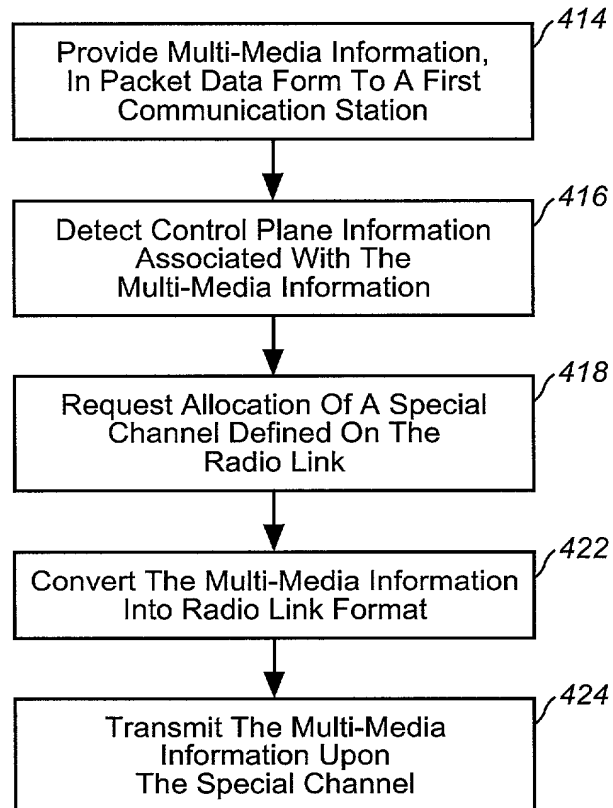 414
Provide Multi-Media Information,
In Packet Data Form To A First
Communication Station
416
Detect Control Plane Information
Associated With The
Multi-Media Information
418
Request Allocation Of A Special
Channel Defined On The
Radio Link
422
Convert The Multi-Media Information
Into Radio Link Format
424
Transmit The Multi-Media
Information Upon
The Special Channel